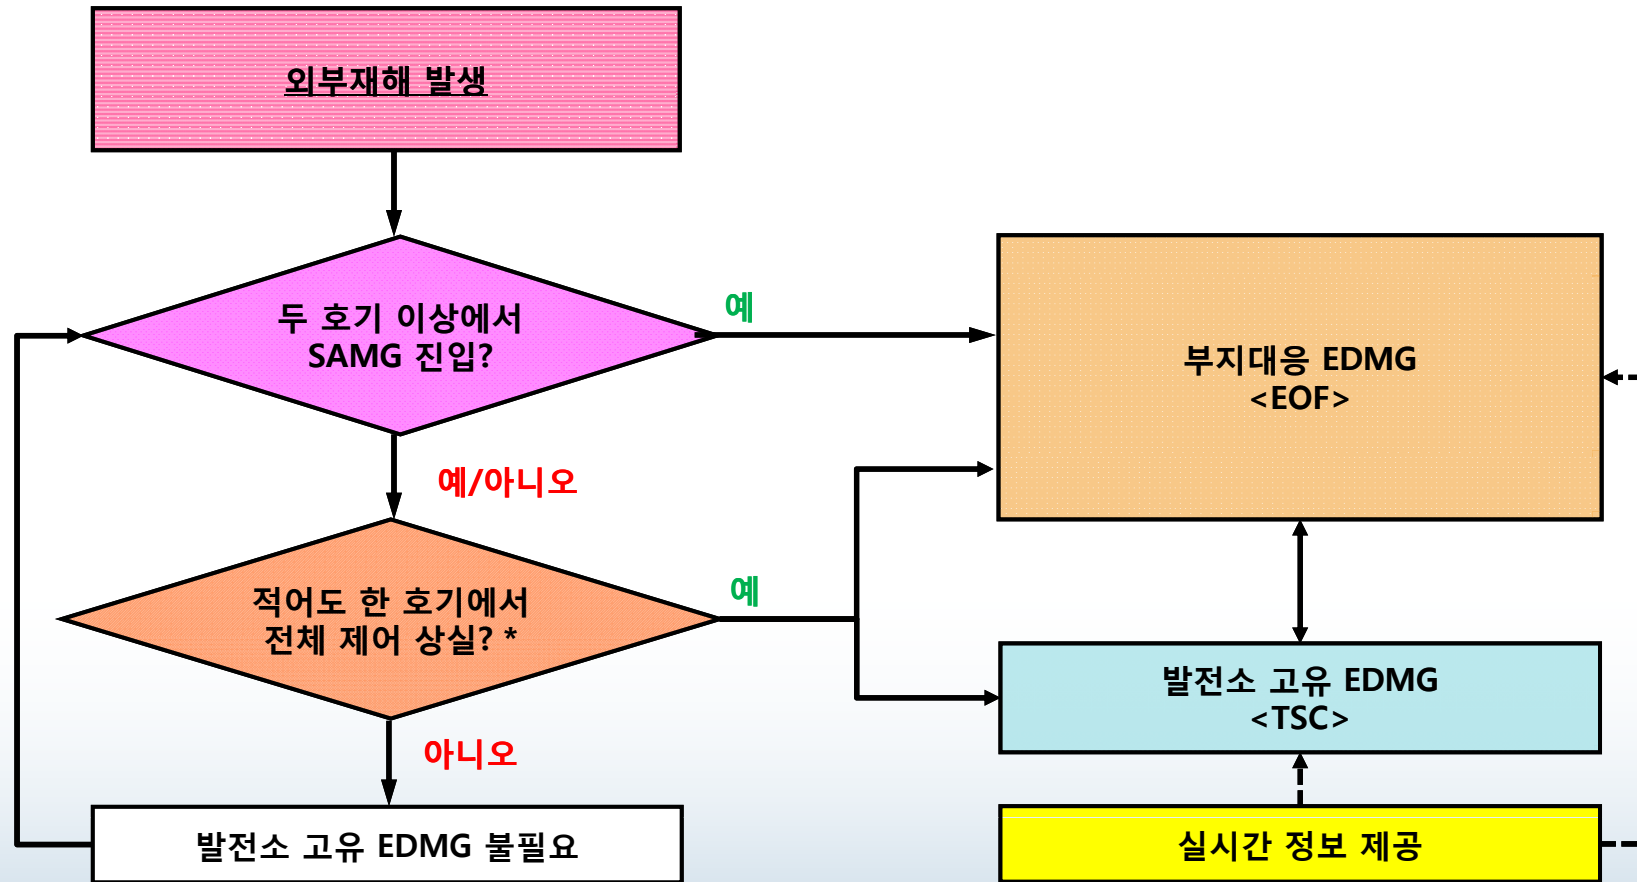 외부재해 발생
두 호기 이상에서
SAMG 진입?
예
부지대응 EDMG
<EOF>
예/아니오
적어도 한 호기에서
전체 제어 상실? *
예
발전소 고유 EDMG
<TSC>
아니오
발전소 고유 EDMG 불필요
실시간 정보 제공